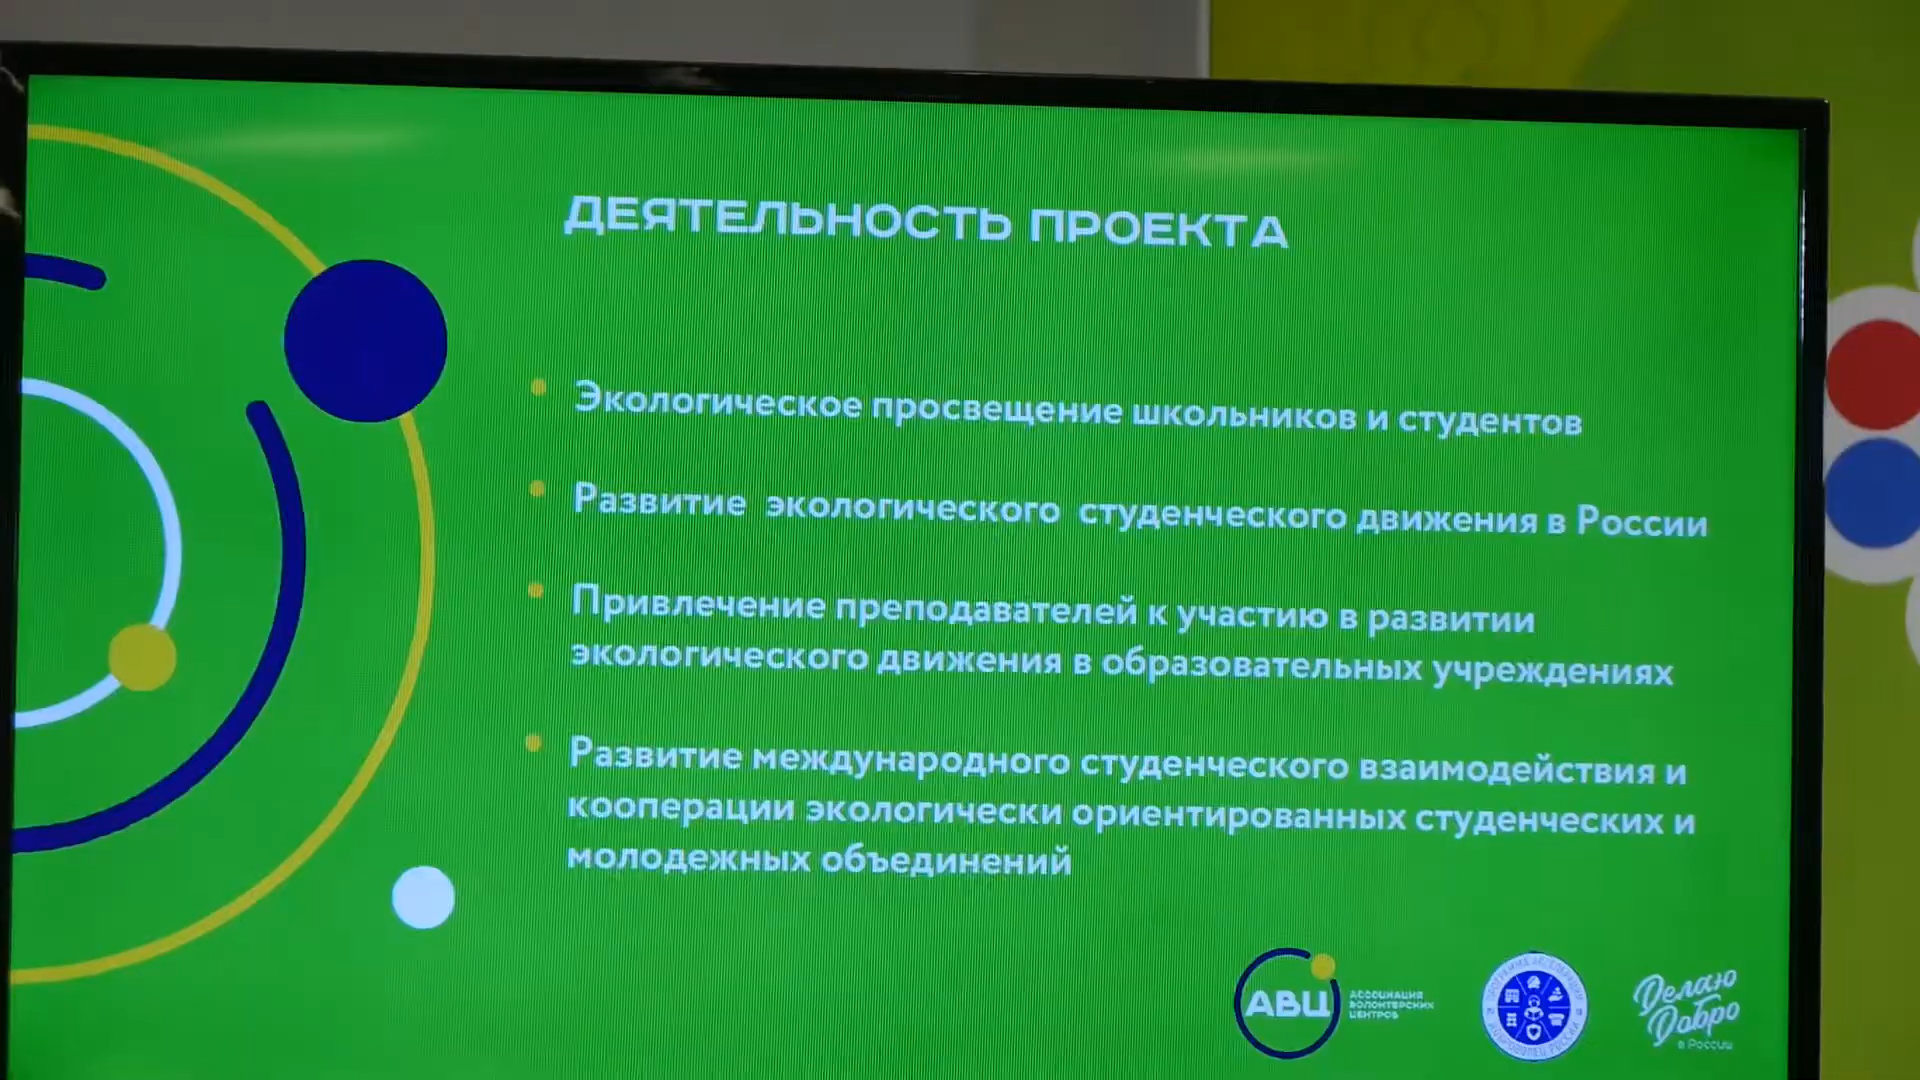 ДЕЯТЕЛЬНОСТЬ ПРОЕКТА
Экологическое просвещение школьников и студентов
Развитие экологического студенческого движения в России
Привлечение преподавателей к участию в развитии
экологического движения в образовательных учреждениях
Развитие международного студенческого взаимодействия и
кооперации экологически ориентированных студенческих и
молодежных объединений
АВЦ
АССОЦИАЦИЯ
ВОЛОНТЕРСКИХ
ЦЕНТРОВ
Делаю
Добро
в России